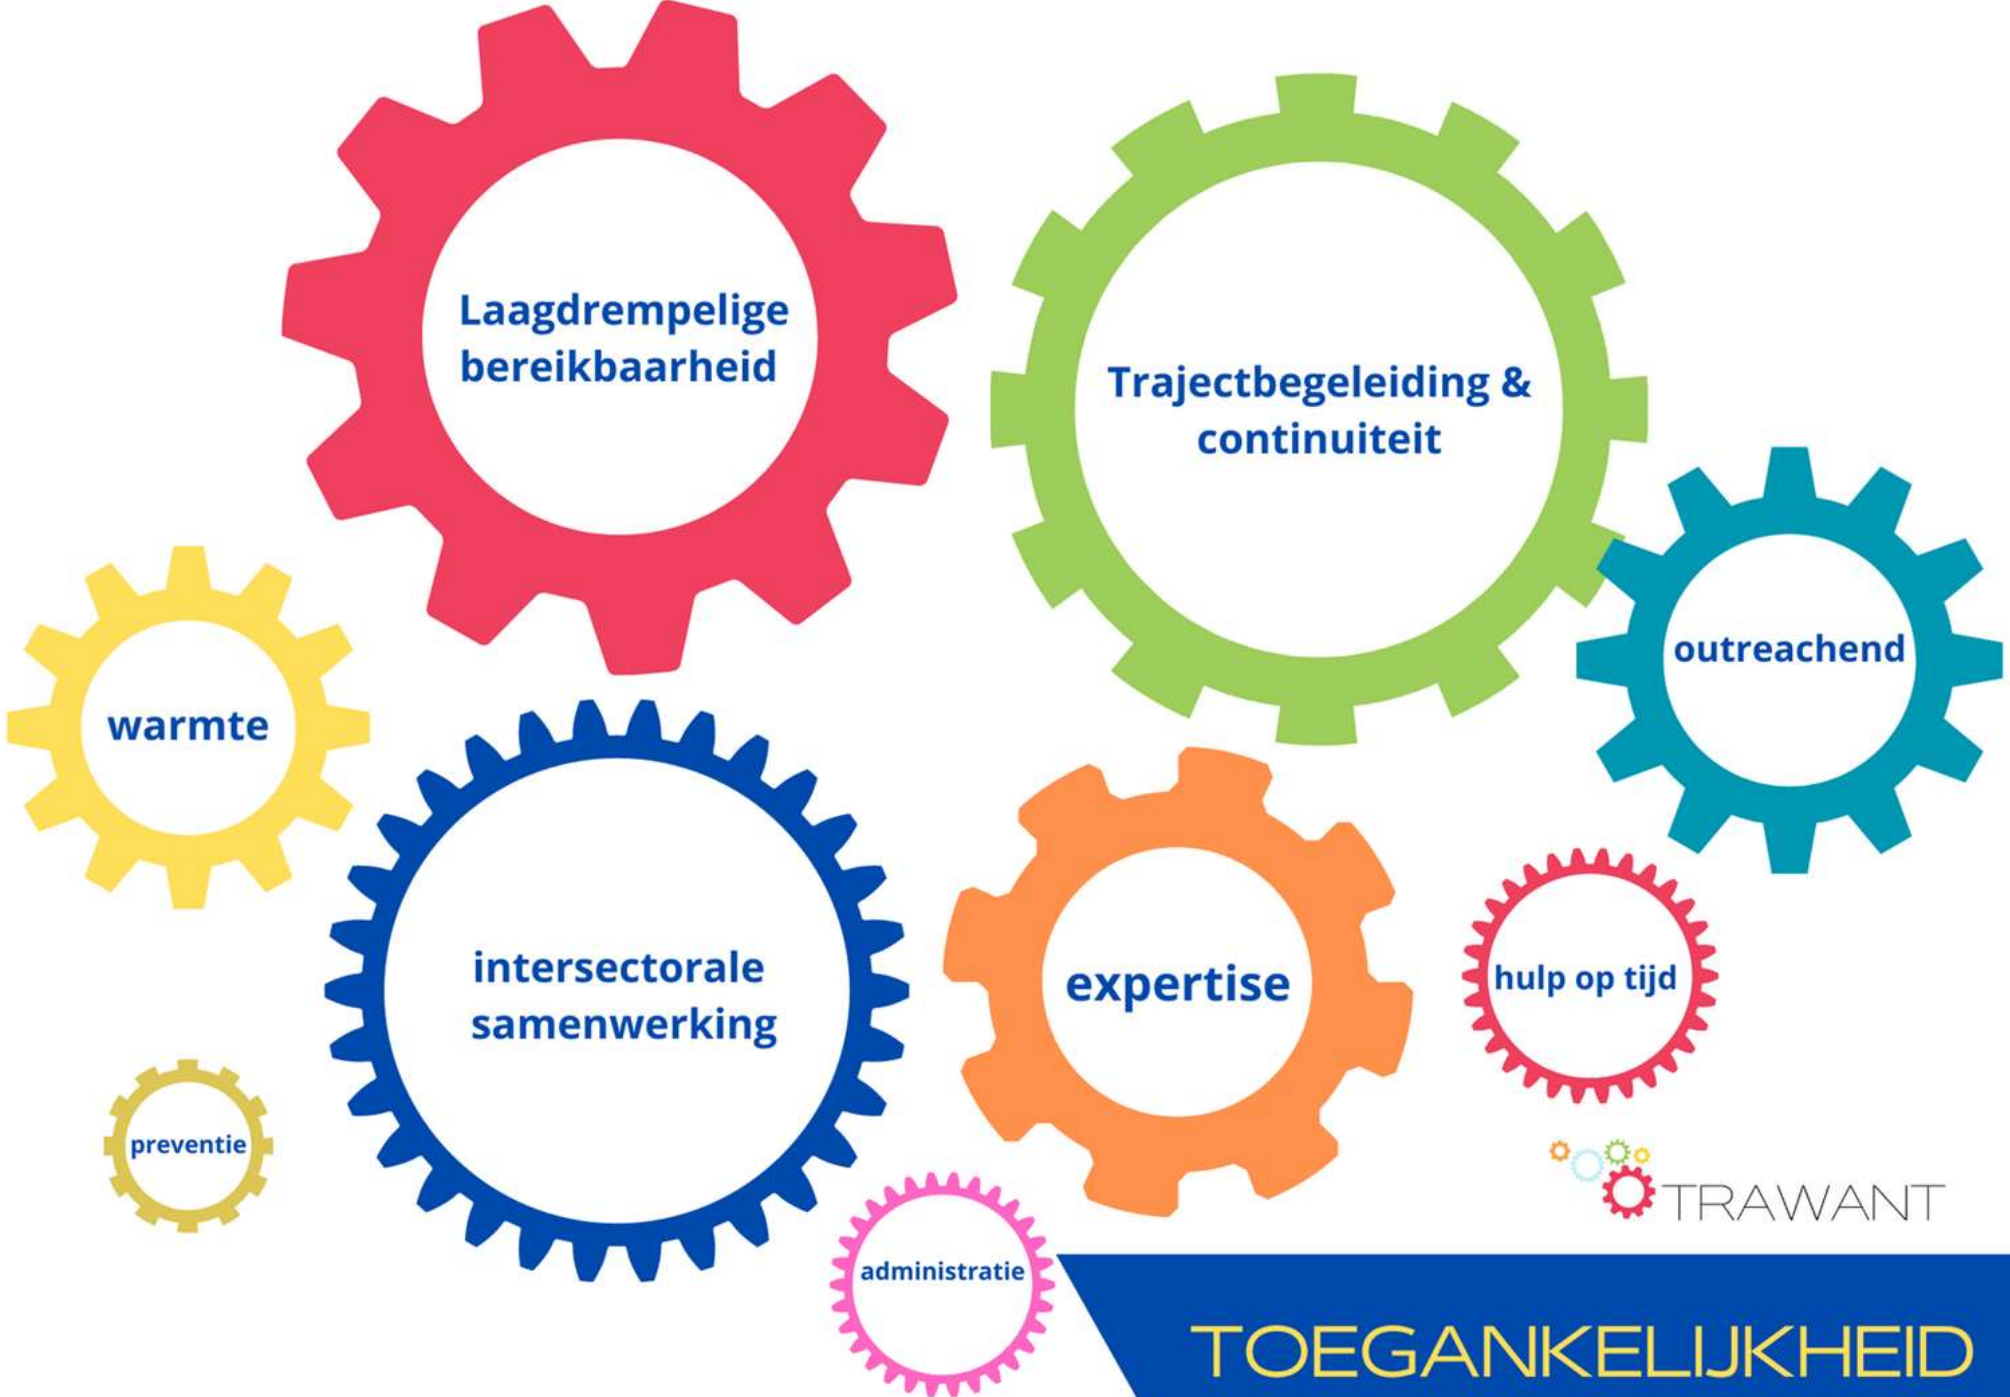 Laagdrempelige
bereikbaarheid
Trajectbegeleiding &
continuiteit
outreachend
warmte
intersectorale
samenwerking
expertise
hulp op tijd
preventie
TRAWANT
administratie
TOEGANKELIJKHEID